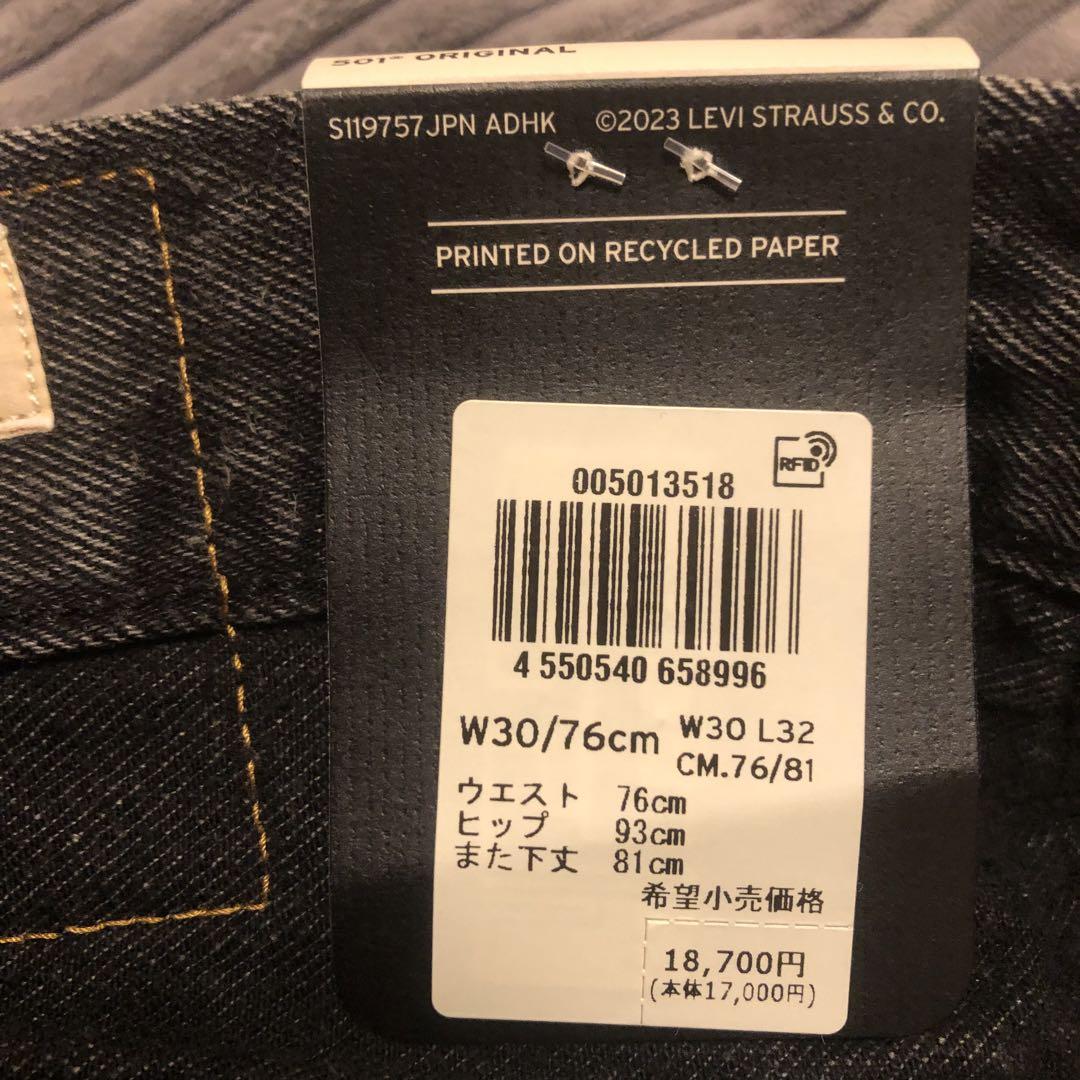 501® ORIGINAL
S119757JPN ADHK ©2023 LEVI STRAUSS & CO.
PRINTED ON RECYCLED PAPER
RFID
005013518
4 550540 658996
W30/76cm W30 L32
CM.76/81
ウエスト 76cm
ヒップ 93cm
また下丈 81cm
希望小売価格
18,700円
(本体17,000円)